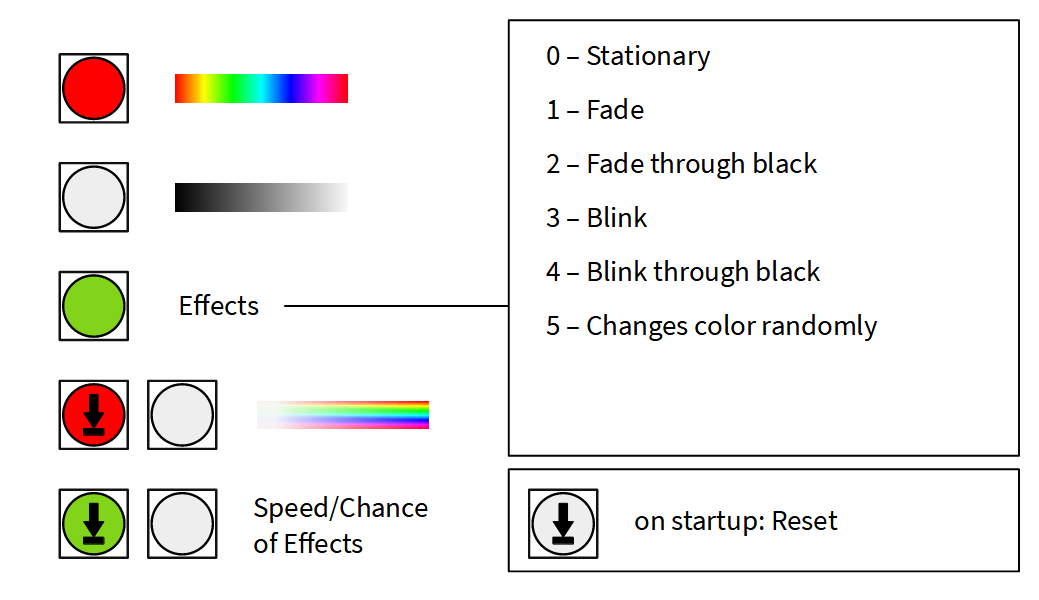 0 – Stationary
1 – Fade
2 – Fade through black
3 – Blink
4 – Blink through black
5 – Changes color randomly
Effects
Speed/Chance
of Effects
on startup: Reset